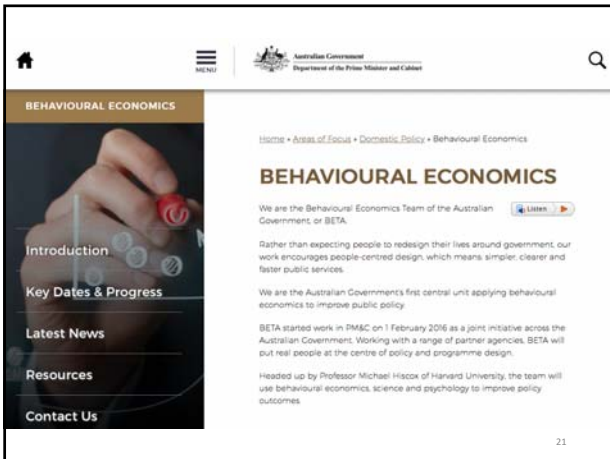 MENU
Australian Government
Department of the Prime Minister and Cabinet
BEHAVIOURAL ECONOMICS
Introduction
Key Dates & Progress
Latest News
Resources
Contact Us
Home • Areas of Focus • Domestic Policy • Behavioural Economics
BEHAVIOURAL ECONOMICS
We are the Behavioural Economics Team of the Australian
Government, or BETA.
Listen
Rather than expecting people to redesign their lives around government, our
work encourages people-centred design, which means, simpler, clearer and
faster public services.
We are the Australian Government's first central unit applying behavioural
economics to improve public policy.
BETA started work in PM&C on 1 February 2016 as a joint initiative across the
Australian Government. Working with a range of partner agencies, BETA will
put real people at the centre of policy and programme design.
Headed up by Professor Michael Hiscox of Harvard University, the team will
use behavioural economics, science and psychology to improve policy
outcomes.
21